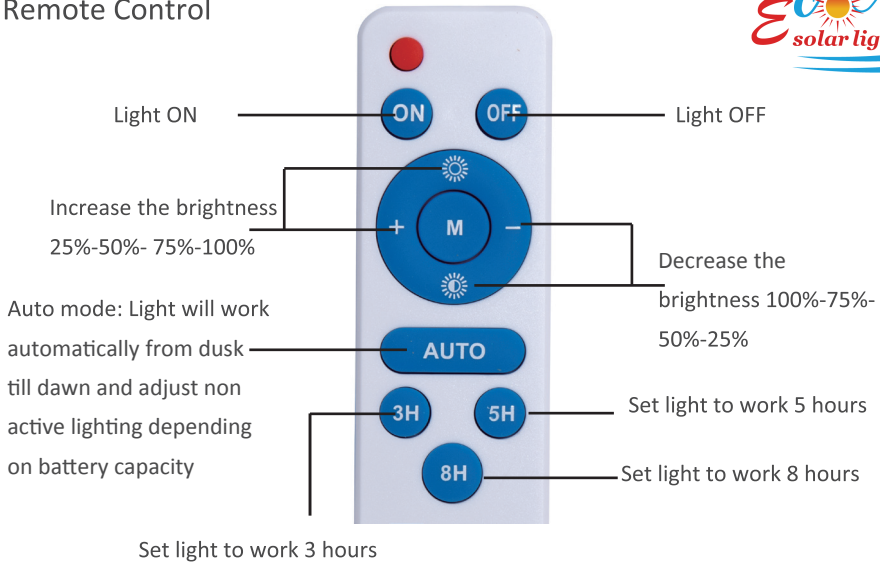 Remote Control
solar lig
Light ON
ON
OFF
Light OFF
Increase the brightness
25%-50%- 75%-100%
+
M
−
Decrease the
brightness 100%-75%-
50%-25%
Auto mode: Light will work
automatically from dusk
till dawn and adjust non
active lighting depending
on battery capacity
AUTO
3H
5H
Set light to work 5 hours
8H
Set light to work 8 hours
Set light to work 3 hours